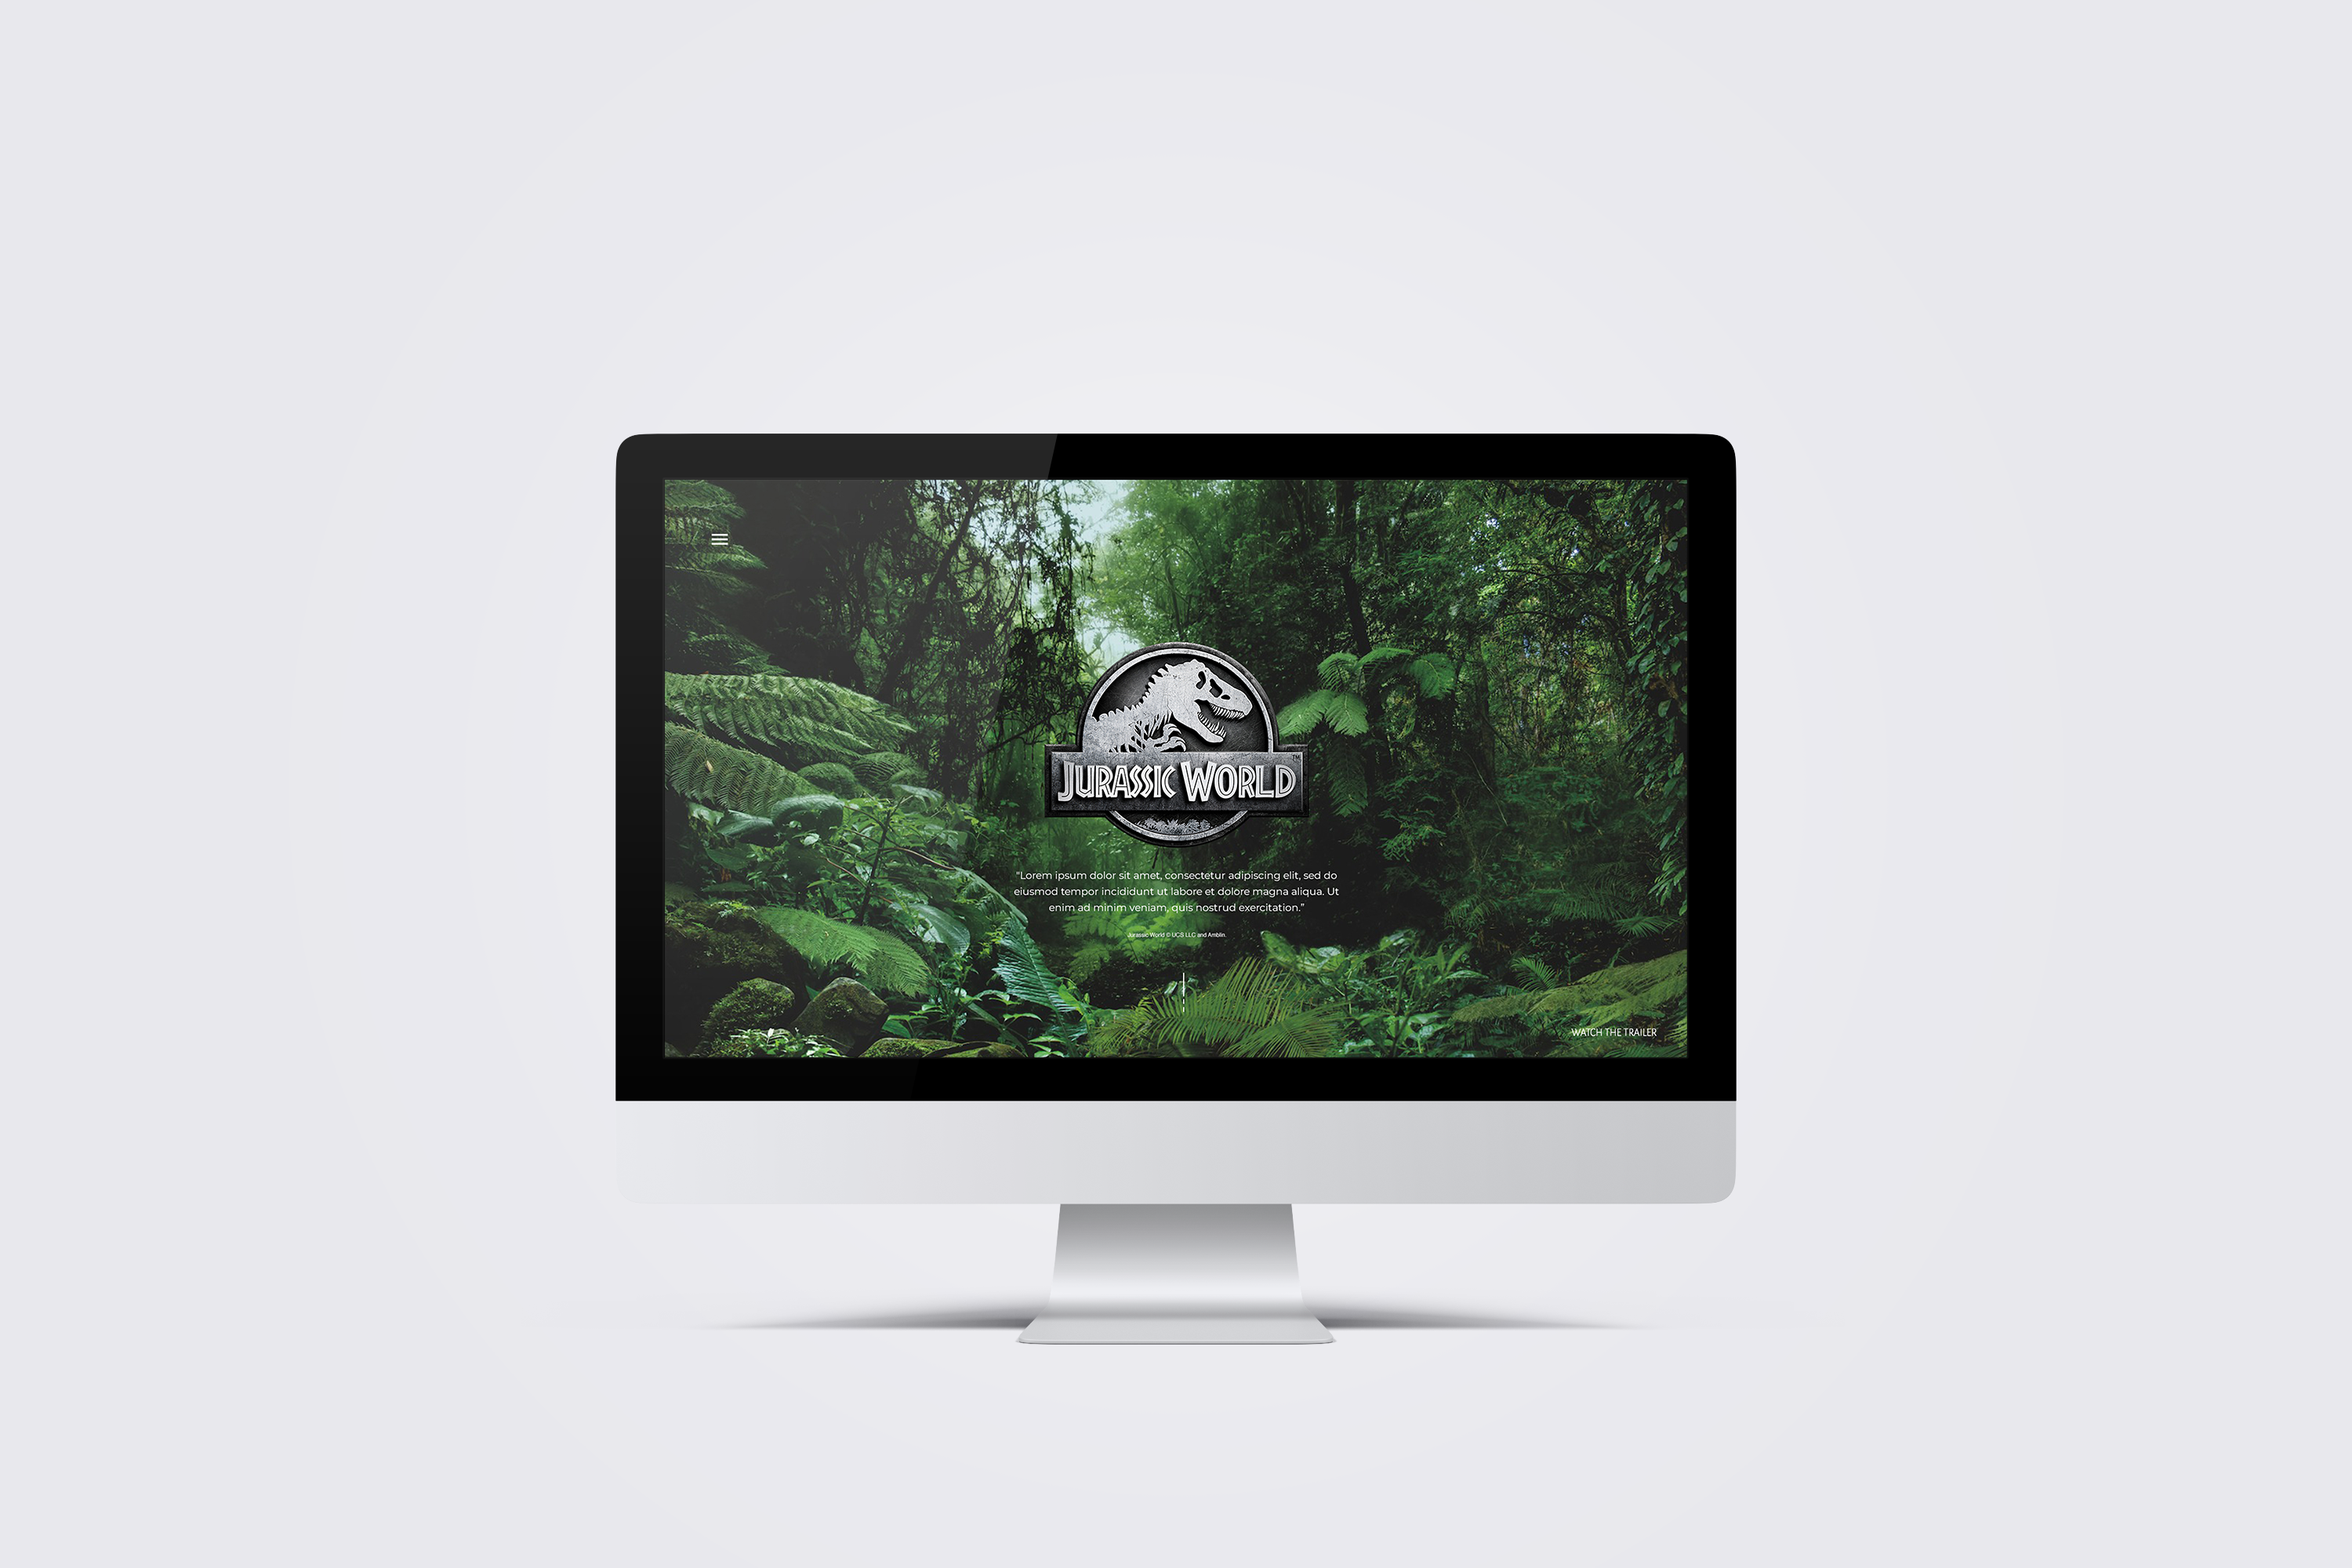 JURASSIC WORLD
TM
"Lorem ipsum dolor sit amet, consectetur adipiscing elit, sed do
eiusmod tempor incididunt ut labore et dolore magna aliqua. Ut
enim ad minim veniam, quis nostrud exercitation."
Jurassic World © UCS LLC and Amblin.
WATCH THE TRAILER